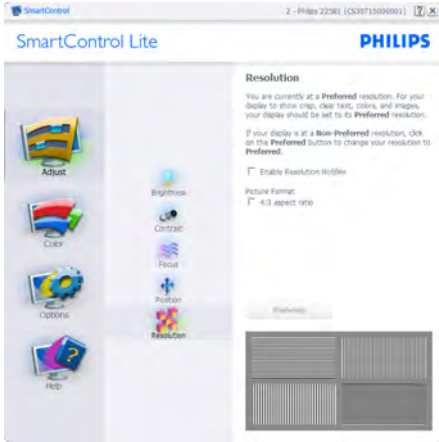 SmartControl
2 - Philips 225B1 (CS30715000001)
? X
SmartControl Lite
PHILIPS
Resolution
You are currently at a Preferred resolution. For your
display to show crisp, clear text, colors, and images,
your display should be set to its Preferred resolution.
If your display is at a Non-Preferred resolution, click
on the Preferred button to change your resolution to
Preferred.
Enable Resolution Notifier
Picture Format
4:3 aspect ratio
Preferred
Adjust
Color
Options
Help
Brightness
Contrast
Focus
Position
Resolution